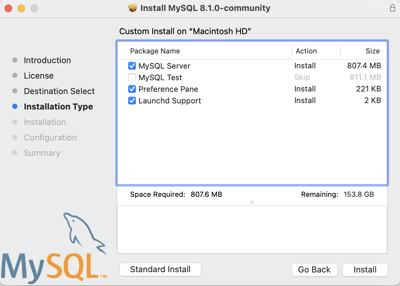 Install MySQL 8.1.0-community
Custom Install on “Macintosh HD”
Package Name Action Size
MySQL Server Install 807.4 MB
MySQL Test Skip 811.1 MB
Preference Pane Install 221 KB
Launchd Support Install 2 KB
Space Required: 807.6 MB Remaining: 153.8 GB
Introduction
License
Destination Select
Installation Type
Installation
Configuration
Summary
MySQL™
Standard Install Go Back Install